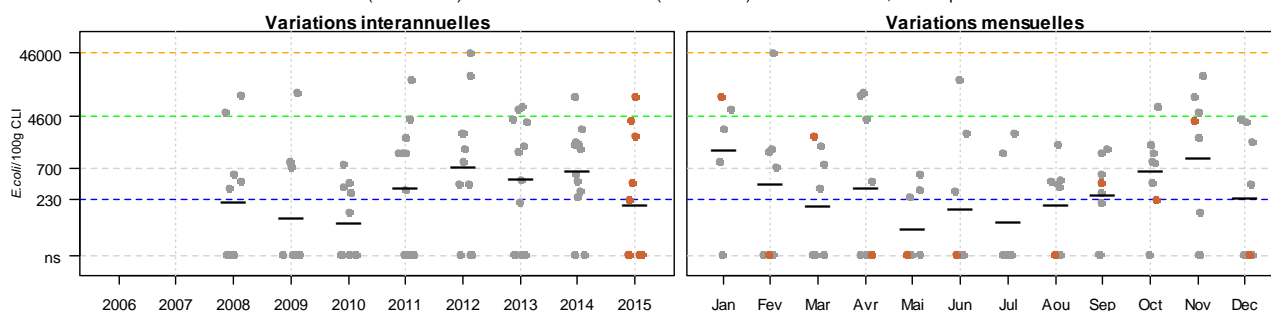 Variations interannuelles
Variations mensuelles
E.coli/100g CLI
46000
4600
700
230
ns
2006 2007 2008 2009 2010 2011 2012 2013 2014 2015
Jan Fev Mar Avr Mai Jun Jul Aou Sep Oct Nov Dec